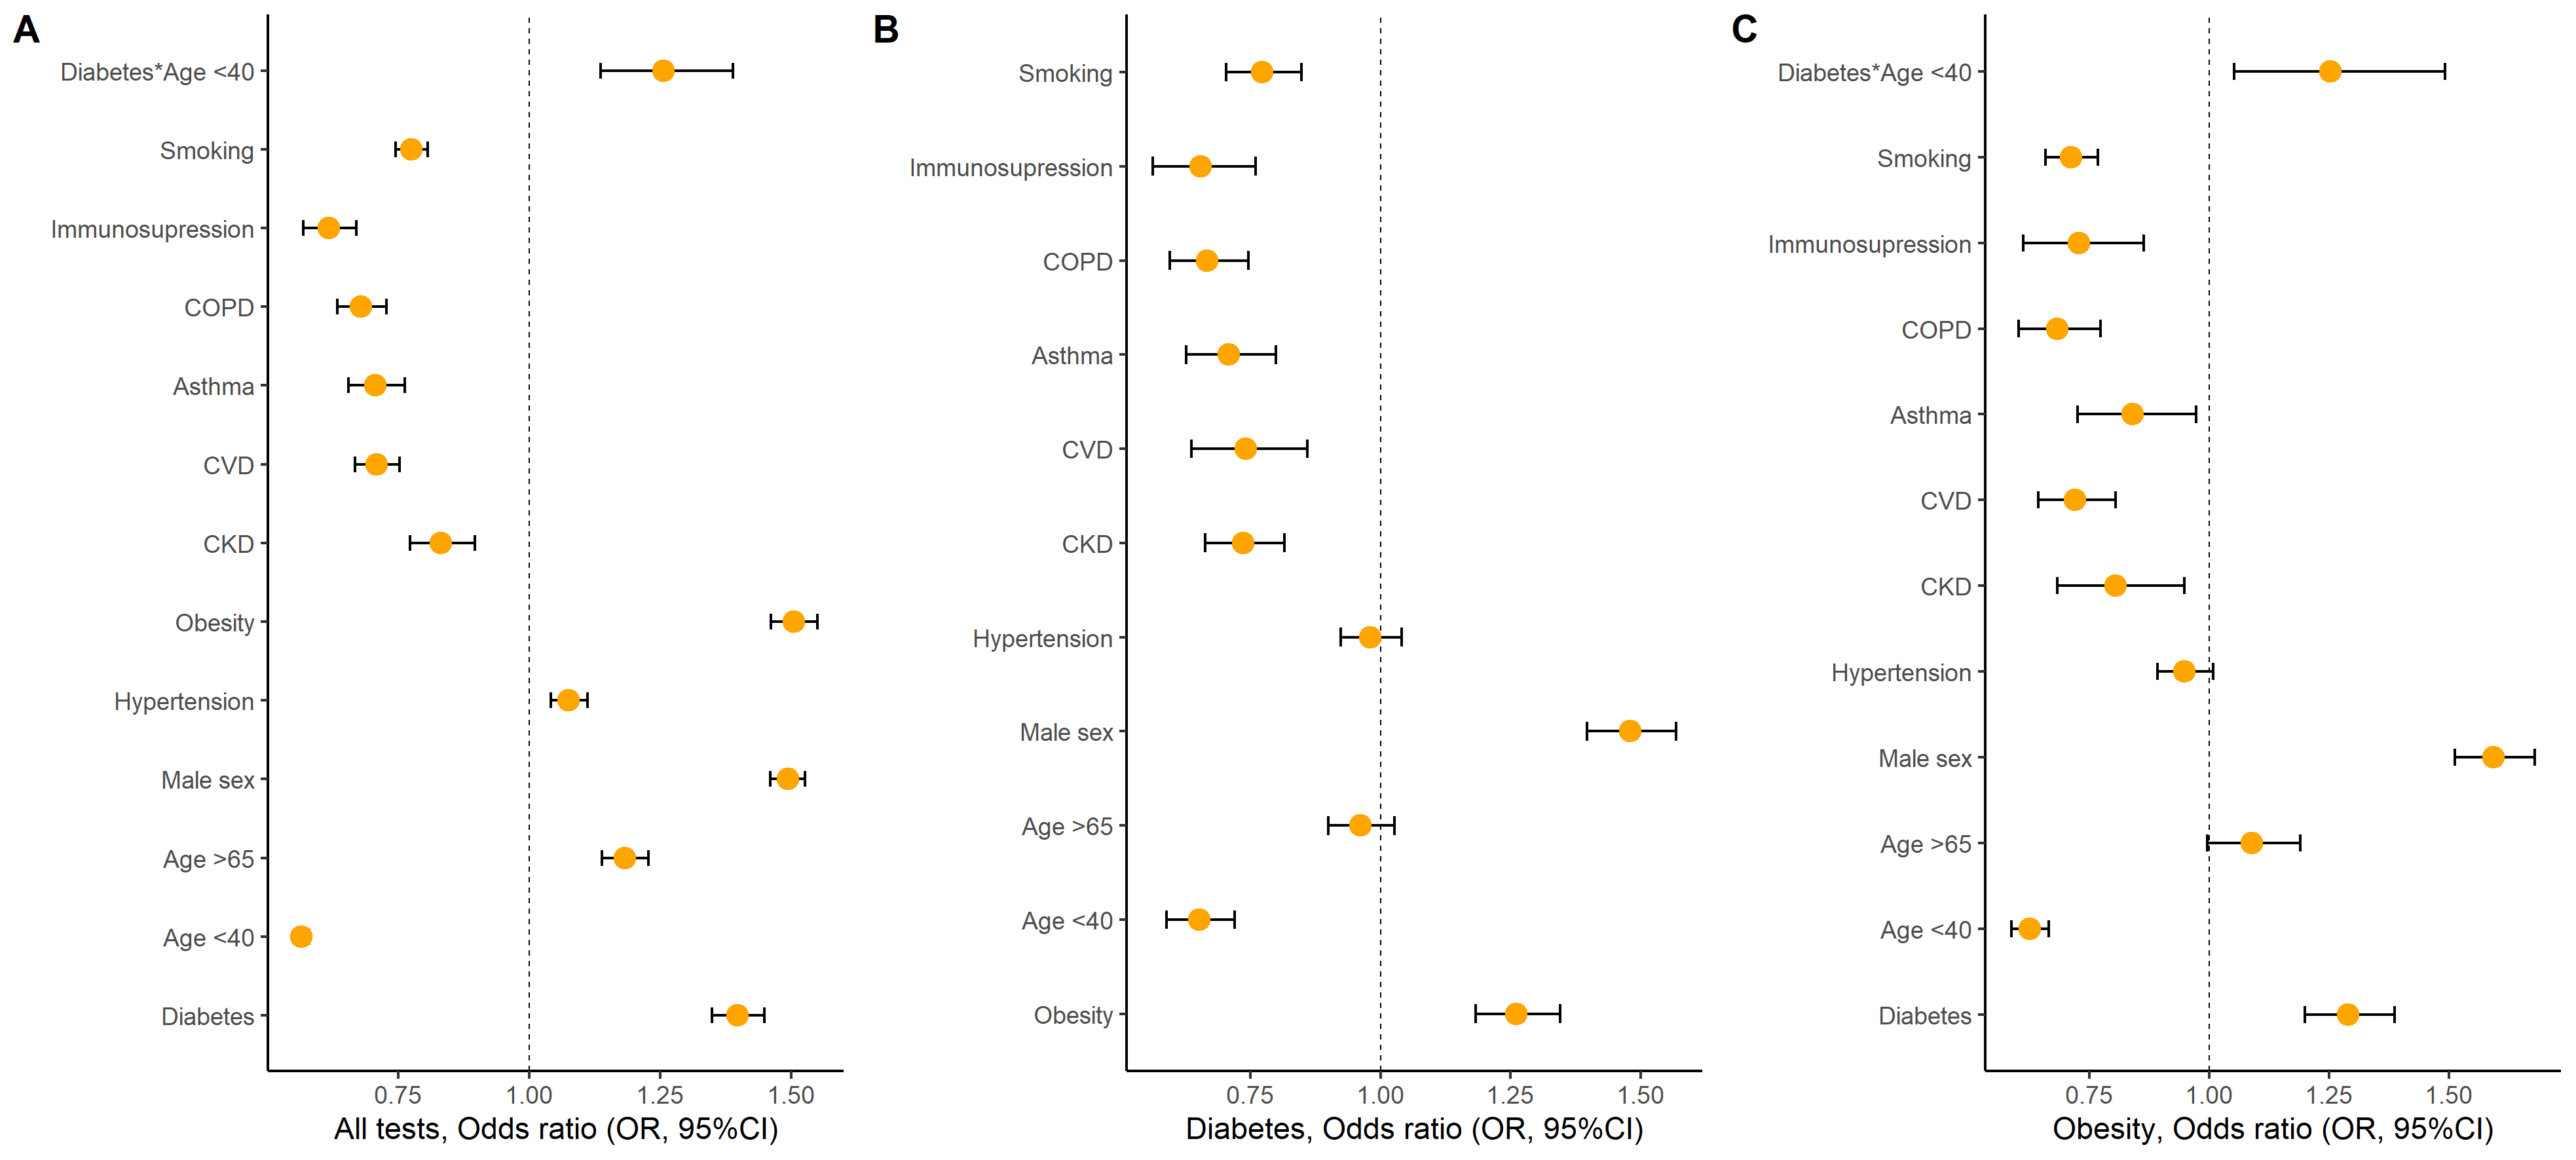 A
Diabetes*Age <40
Smoking
Immunosupression
COPD
Asthma
CVD
CKD
Obesity
Hypertension
Male sex
Age >65
Age <40
Diabetes
0.75 1.00 1.25 1.50
All tests, Odds ratio (OR, 95%CI)
B
Smoking
Immunosupression
COPD
Asthma
CVD
CKD
Hypertension
Male sex
Age >65
Age <40
Obesity
0.75 1.00 1.25 1.50
Diabetes, Odds ratio (OR, 95%CI)
C
Diabetes*Age <40
Smoking
Immunosupression
COPD
Asthma
CVD
CKD
Hypertension
Male sex
Age >65
Age <40
Diabetes
0.75 1.00 1.25 1.50
Obesity, Odds ratio (OR, 95%CI)